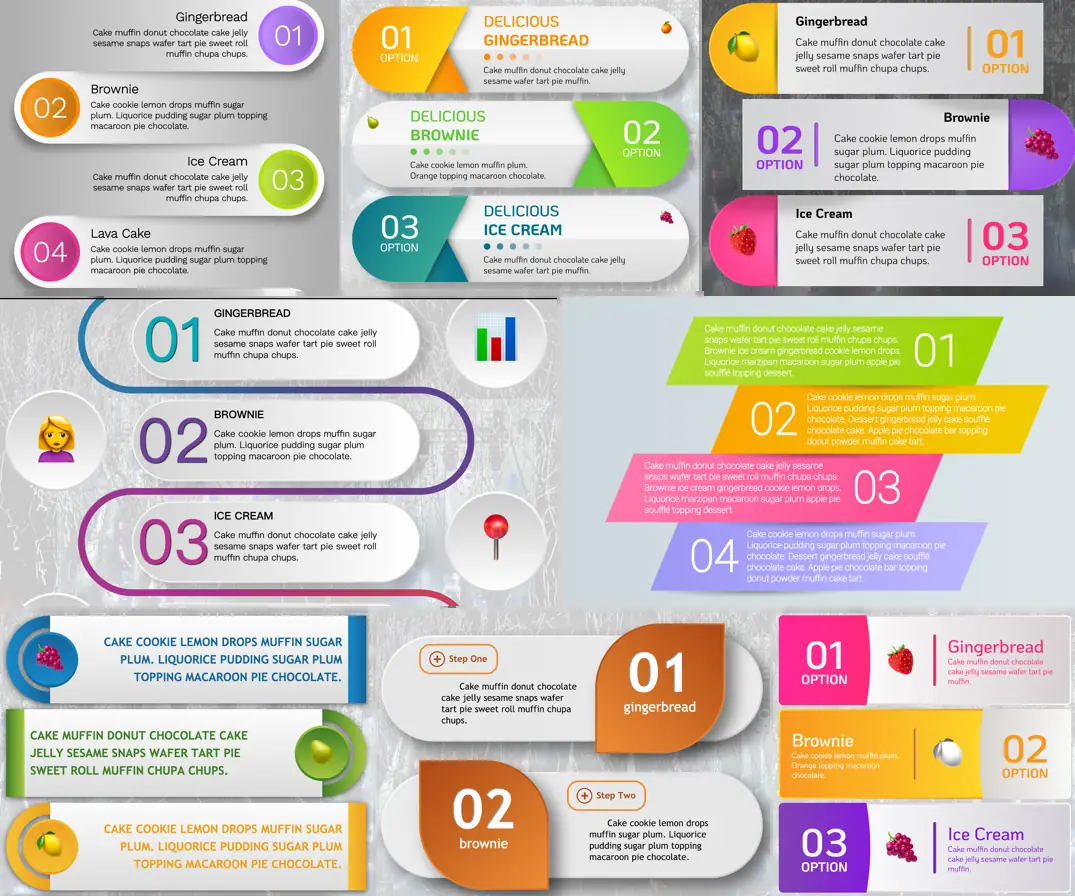 Gingerbread
Cake muffin donut chocolate cake jelly
sesame snaps wafer tart pie sweet roll
muffin chupa chups.
01
Brownie
02
Cake cookie lemon drops muffin sugar
plum. Liquorice pudding sugar plum topping
macaroon pie chocolate.
Ice Cream
Cake muffin donut chocolate cake jelly
sesame snaps wafer tart pie sweet roll
muffin chupa chups.
03
Lava Cake
04
Cake cookie lemon drops muffin sugar
plum. Liquorice pudding sugar plum topping
macaroon pie chocolate.
01
OPTION
DELICIOUS
GINGERBREAD
Cake muffin donut chocolate cake jelly
sesame wafer tart pie muffin.
DELICIOUS
BROWNIE
Cake cookie lemon drops muffin plum.
Orange topping macaroon chocolate.
02
OPTION
03
OPTION
DELICIOUS
ICE CREAM
Cake muffin donut chocolate cake jelly
sesame snaps wafer tart pie muffin.
Gingerbread
Cake muffin donut chocolate cake
jelly sesame snaps wafer tart pie
sweet roll muffin chupa chups.
01
OPTION
Brownie
02
OPTION
Cake cookie lemon drops muffin
sugar plum. Liquorice pudding
sugar plum topping macaroon pie
chocolate.
Ice Cream
Cake muffin donut chocolate cake
jelly sesame snaps wafer tart pie
sweet roll muffin chupa chups.
03
OPTION
01
GINGERBREAD
Cake muffin donut chocolate cake jelly
sesame snaps wafer tart pie sweet roll
muffin chupa chups.
02
BROWNIE
Cake cookie lemon drops muffin sugar
plum. Liquorice pudding sugar plum
topping macaroon pie chocolate.
03
ICE CREAM
Cake muffin donut chocolate cake jelly
sesame snaps wafer tart pie sweet roll
muffin chupa chups.
Cake muffin donut chocolate cake jelly sesame
snaps wafer tart pie sweet roll muffin chupa chups.
Brownie ice cream gingerbread cookie lemon drops.
Liquorice marzipan macaroon sugar plum apple pie
soufflé topping dessert.
01
02
Cake cookie lemon drops muffin sugar plum.
Liquorice pudding sugar plum topping macaroon pie
chocolate. Dessert gingerbread jelly cake soufflé
chocolate cake. Apple pie chocolate bar topping
donut powder muffin cake tart.
Cake muffin donut chocolate cake jelly sesame
snaps wafer tart pie sweet roll muffin chupa chups.
Brownie ice cream gingerbread cookie lemon drops.
Liquorice marzipan macaroon sugar plum apple pie
soufflé topping dessert.
03
04
Cake cookie lemon drops muffin sugar plum.
Liquorice pudding sugar plum topping macaroon pie
chocolate. Dessert gingerbread jelly cake soufflé
chocolate cake. Apple pie chocolate bar topping
donut powder muffin cake tart.
CAKE COOKIE LEMON DROPS MUFFIN SUGAR
PLUM. LIQUORICE PUDDING SUGAR PLUM
TOPPING MACAROON PIE CHOCOLATE.
CAKE MUFFIN DONUT CHOCOLATE CAKE
JELLY SESAME SNAPS WAFER TART PIE
SWEET ROLL MUFFIN CHUPA CHUPS.
CAKE COOKIE LEMON DROPS MUFFIN SUGAR
PLUM. LIQUORICE PUDDING SUGAR PLUM
TOPPING MACAROON PIE CHOCOLATE.
Step One
Cake muffin donut chocolate
cake jelly sesame snaps wafer
tart pie sweet roll muffin chupa
chups.
01
gingerbread
02
brownie
Step Two
Cake cookie lemon drops
muffin sugar plum. Liquorice
pudding sugar plum topping
macaroon pie chocolate.
01
OPTION
Gingerbread
Cake muffin donut chocolate
cake jelly sesame wafer tart pie
muffin.
Brownie
Cake cookie lemon muffin plum.
Orange topping macaroon
chocolate.
02
OPTION
03
OPTION
Ice Cream
Cake muffin donut chocolate
cake jelly sesame snaps wafer tart pie
muffin.